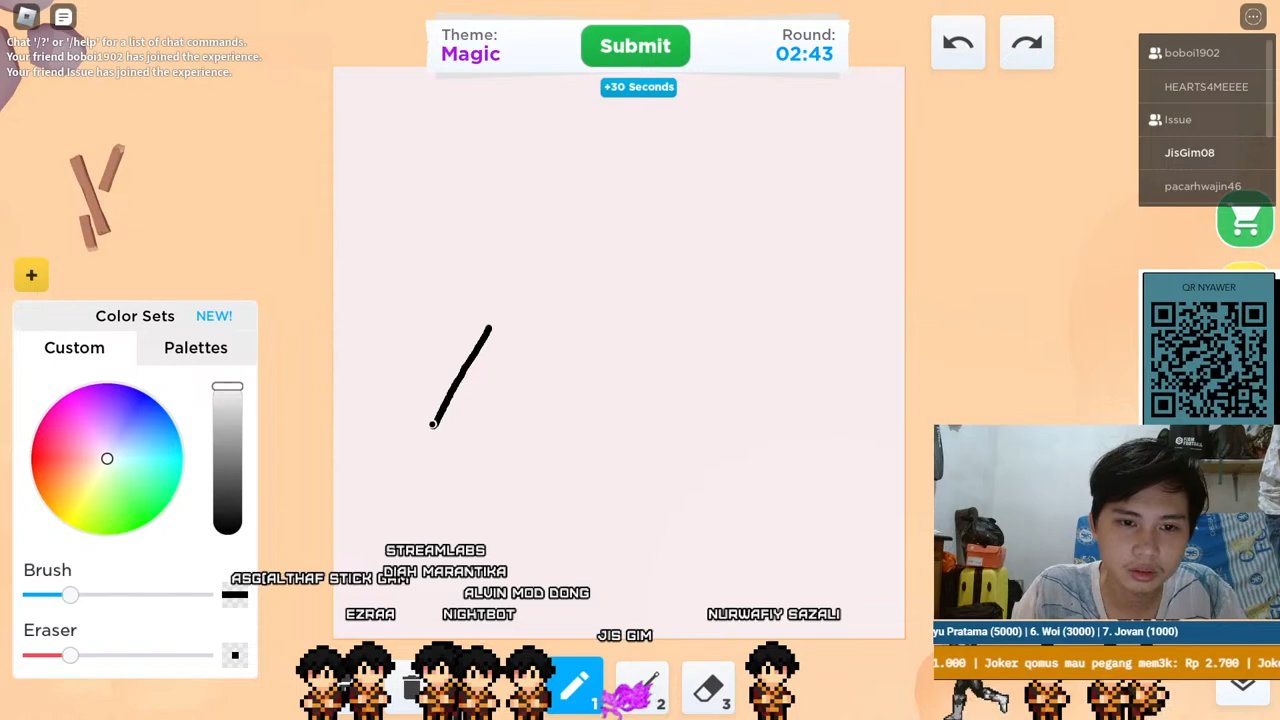 Chat '/?' or '/help' for a list of chat commands.
Your friend boboi1902 has joined the experience.
Your friend Issue has joined the experience.
Theme:
Magic
Submit
Round:
02:43
+30 Seconds
boboi1902
HEARTS4MEEEE
Issue
JisGim08
pacarhwajin46
QR NYAWER
Color Sets NEW!
Custom Palettes
Brush
Eraser
STREAMLABS
DIAH MARANTIKA
ALVIN MOD DONG
EZRAA
NIGHTBOT
NURWAFIY SAZALI
JIS GIM
1
2
3
yu Pratama (5000) | 6. Woi (3000) | 7. Jovan (1000)
1.000 | Joker qomus mau pegang mem3k: Rp 2.700 | Jok